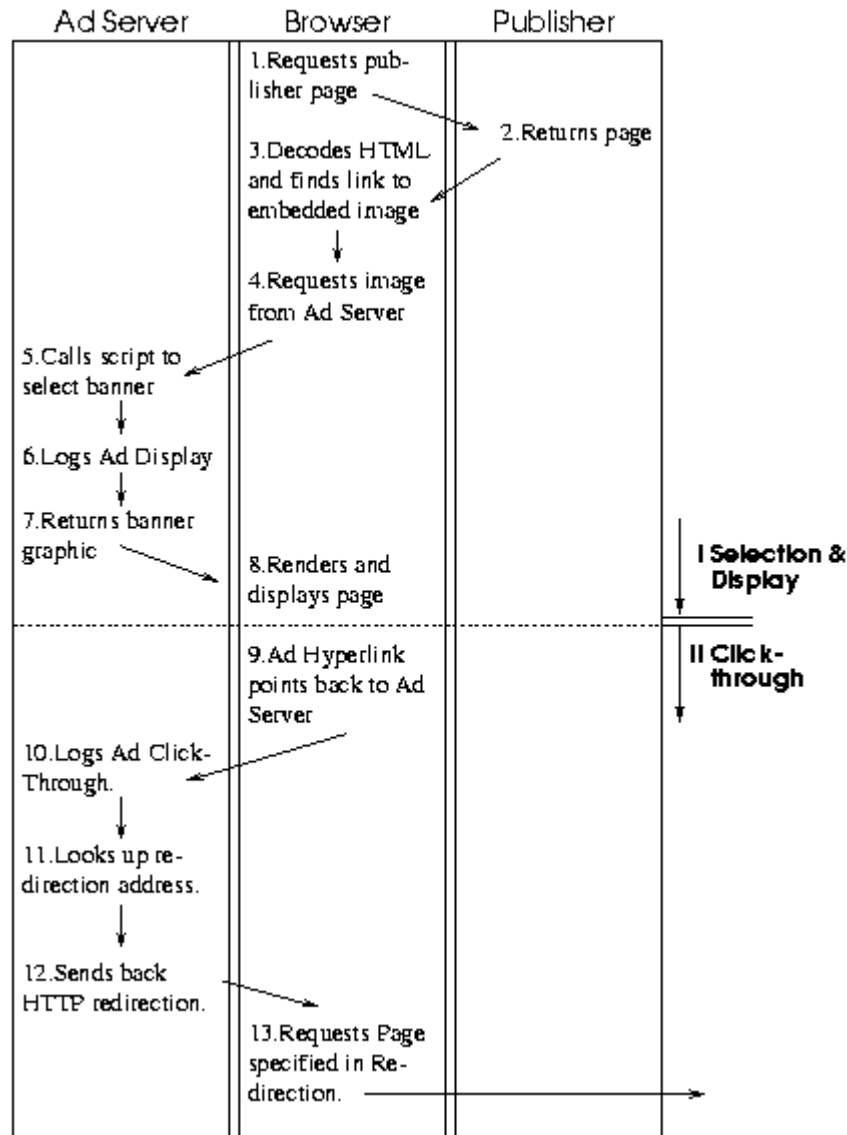 Ad Server Browser Publisher
1.Requests pub-
lisher page
2.Returns page
3.Decodes HTML
and finds link to
embedded image
4.Requests image
from Ad Server
5.Calls script to
select banner
6.Logs Ad Display
7.Returns banner
graphic
8.Renders and
displays page
I Selection &
Display
9.Ad Hyperlink
points back to Ad
Server
II Click-
through
10.Logs Ad Click-
Through.
11.Looks up re-
direction address.
12.Sends back
HTTP redirection.
13.Requests Page
specified in Re-
direction.